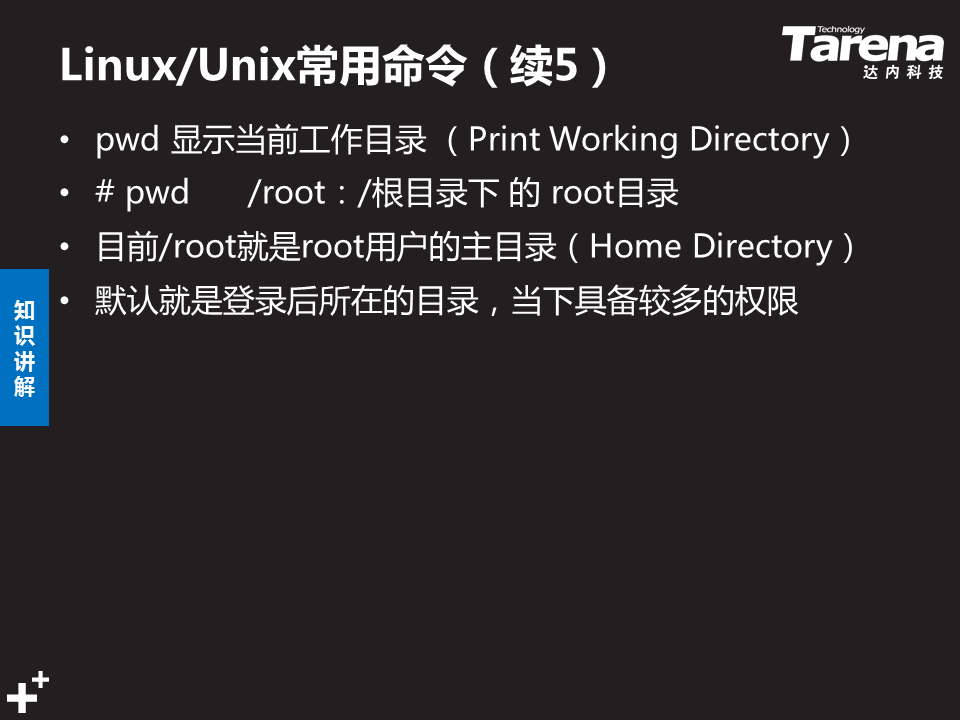 Linux/Unix常用命令（续5）
Technology
Tarena
达内科技
• pwd 显示当前工作目录 （Print Working Directory）
• # pwd /root：/根目录下 的 root目录
• 目前/root就是root用户的主目录（Home Directory）
• 默认就是登录后所在的目录，当下具备较多的权限
知
识
讲
解